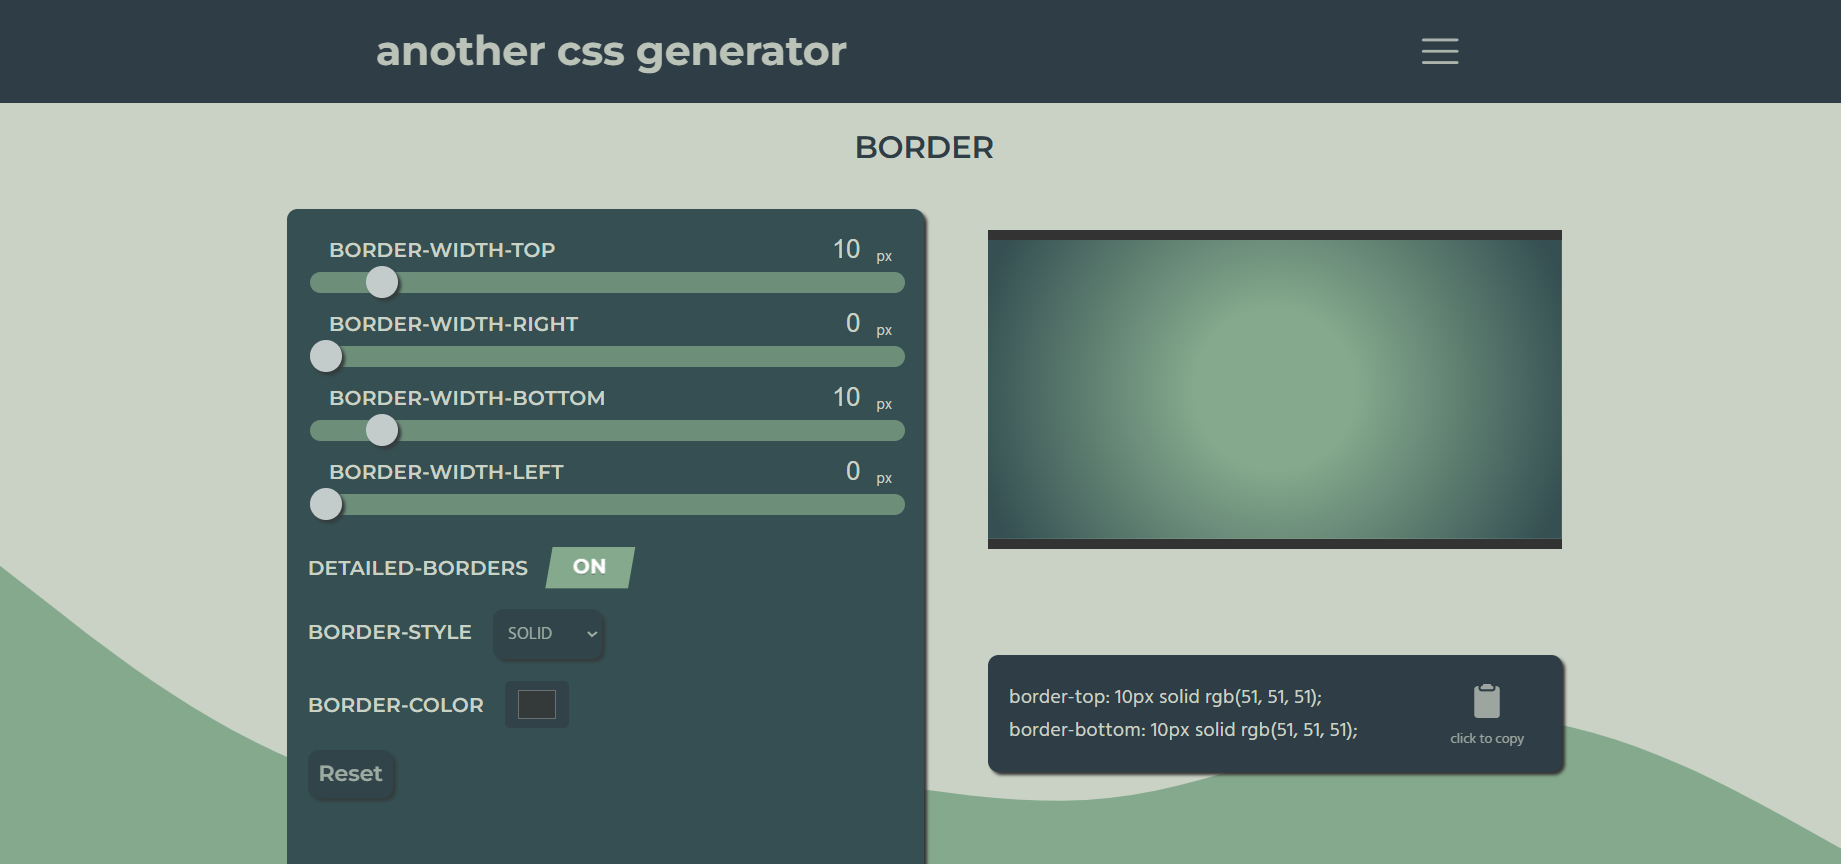 another css generator
BORDER
BORDER-WIDTH-TOP 10 px
BORDER-WIDTH-RIGHT 0 px
BORDER-WIDTH-BOTTOM 10 px
BORDER-WIDTH-LEFT 0 px
DETAILED-BORDERS ON
BORDER-STYLE SOLID
BORDER-COLOR
Reset
border-top: 10px solid rgb(51, 51, 51);
border-bottom: 10px solid rgb(51, 51, 51);
click to copy